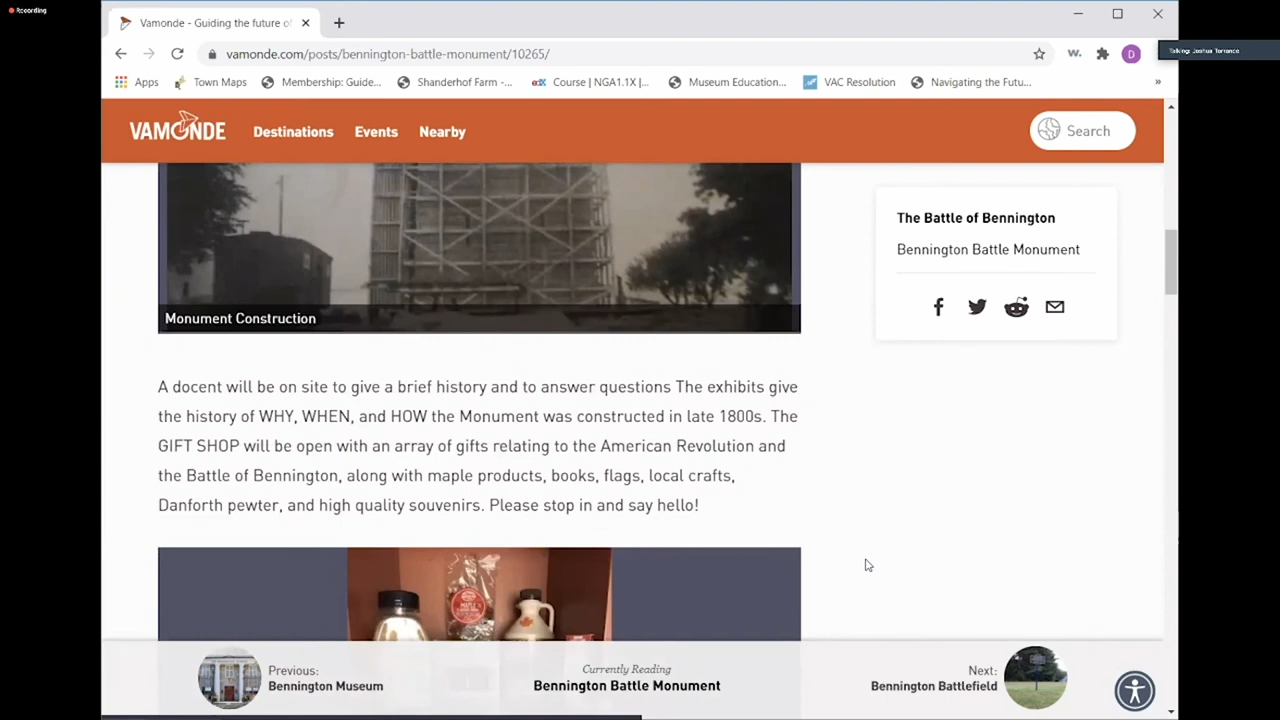 Recording
Vamonde - Guiding the future of
vamonde.com/posts/bennington-battle-monument/10265/
W.
D
Talking: Joshua Torrance
Apps
Town Maps
Membership: Guide...
Shanderhof Farm -...
edX Course | NGA1.1X |...
Museum Education...
VAC Resolution
Navigating the Futu...
»
VAMONDE
Destinations
Events
Nearby
Search
The Battle of Bennington
Bennington Battle Monument
Monument Construction
A docent will be on site to give a brief history and to answer questions The exhibits give
the history of WHY, WHEN, and HOW the Monument was constructed in late 1800s. The
GIFT SHOP will be open with an array of gifts relating to the American Revolution and
the Battle of Bennington, along with maple products, books, flags, local crafts,
Danforth pewter, and high quality souvenirs. Please stop in and say hello!
MAPLE
Previous:
Bennington Museum
Currently Reading
Bennington Battle Monument
Next:
Bennington Battlefield